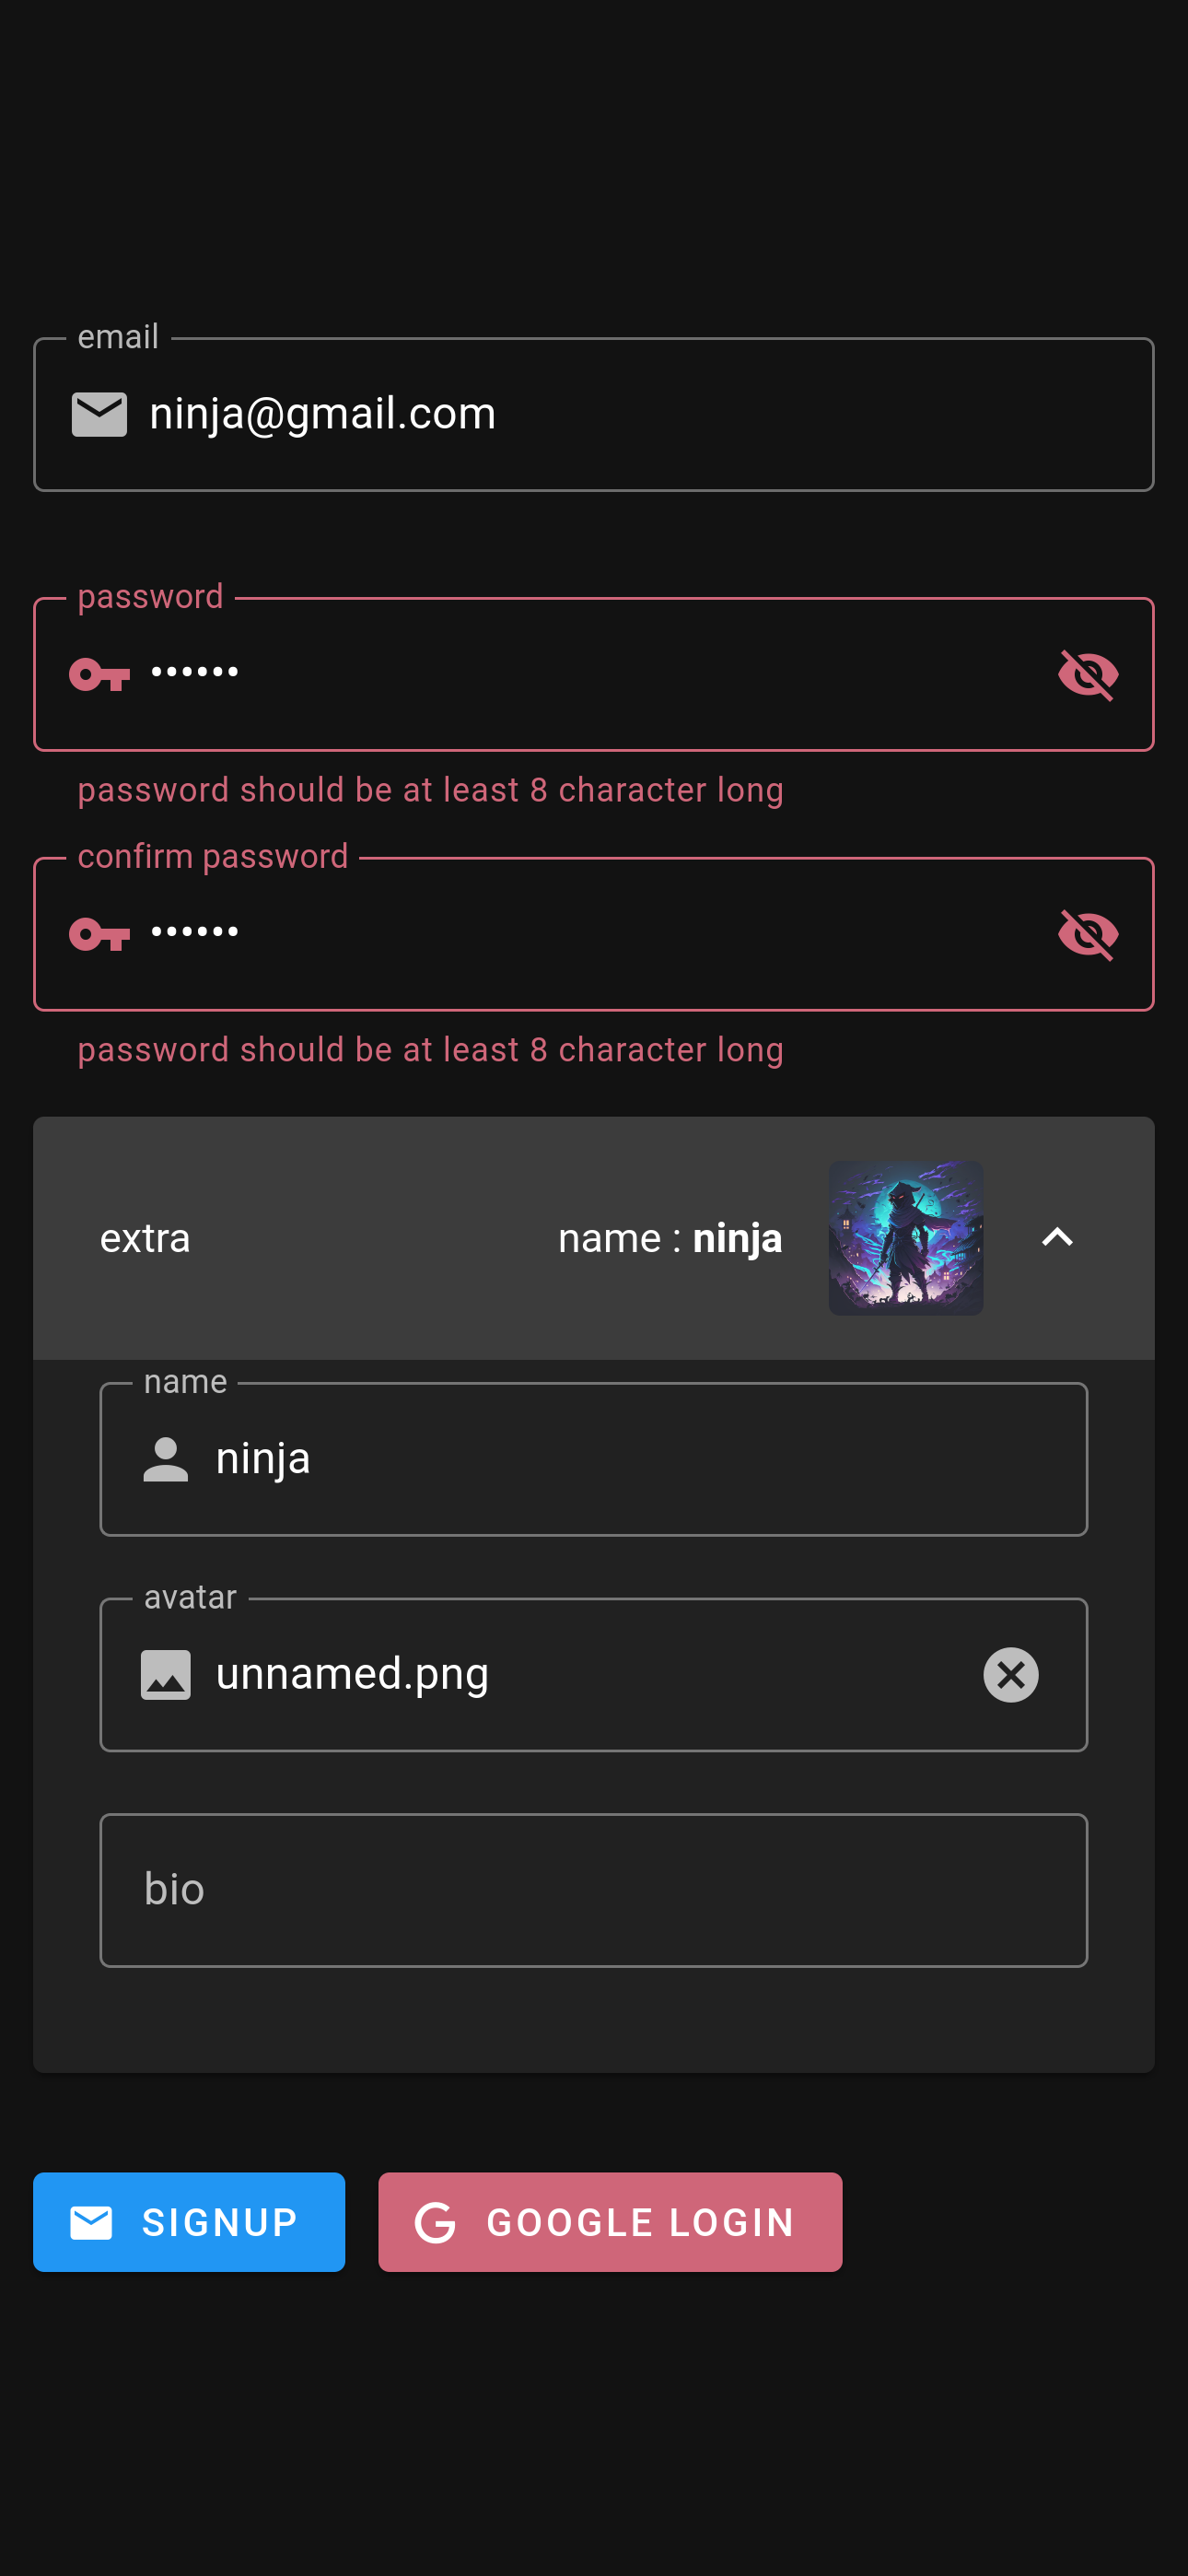 email
ninja@gmail.com
password
••••••
password should be at least 8 character long
confirm password
••••••
password should be at least 8 character long
extra
name : ninja
name
ninja
avatar
unnamed.png
bio
SIGNUP
GOOGLE LOGIN